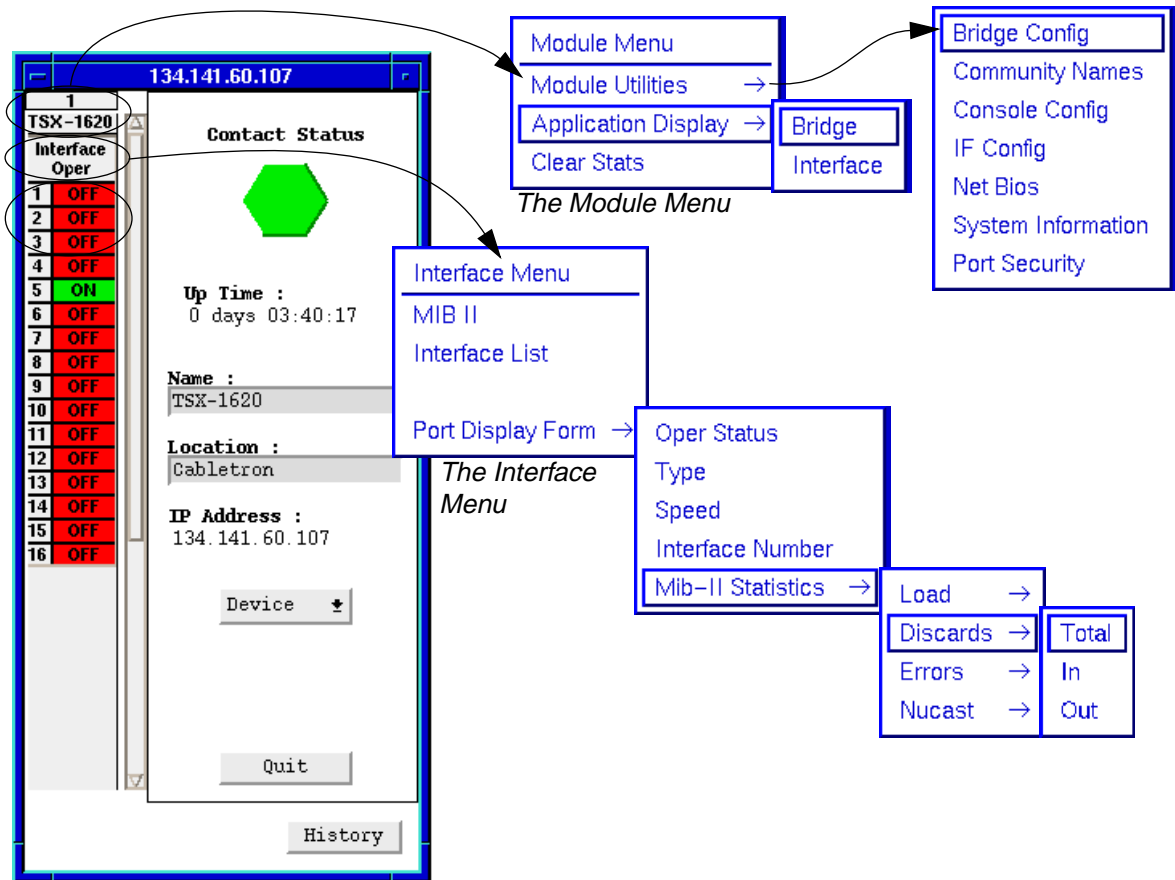 134.141.60.107
1
TSX-1620
Interface
Oper
1 OFF
2 OFF
3 OFF
4 OFF
5 ON
6 OFF
7 OFF
8 OFF
9 OFF
10 OFF
11 OFF
12 OFF
13 OFF
14 OFF
15 OFF
16 OFF
Contact Status
Up Time :
0 days 03:40:17
Name :
TSX-1620
Location :
Cabletron
IP Address :
134.141.60.107
Device
Quit
History
Module Menu
Module Utilities →
Application Display →
Clear Stats
Bridge
Interface
The Module Menu
Bridge Config
Community Names
Console Config
IF Config
Net Bios
System Information
Port Security
Interface Menu
MIB II
Interface List
Port Display Form →
The Interface
Menu
Oper Status
Type
Speed
Interface Number
Mib-II Statistics →
Load →
Discards →
Errors →
Nucast →
Total
In
Out